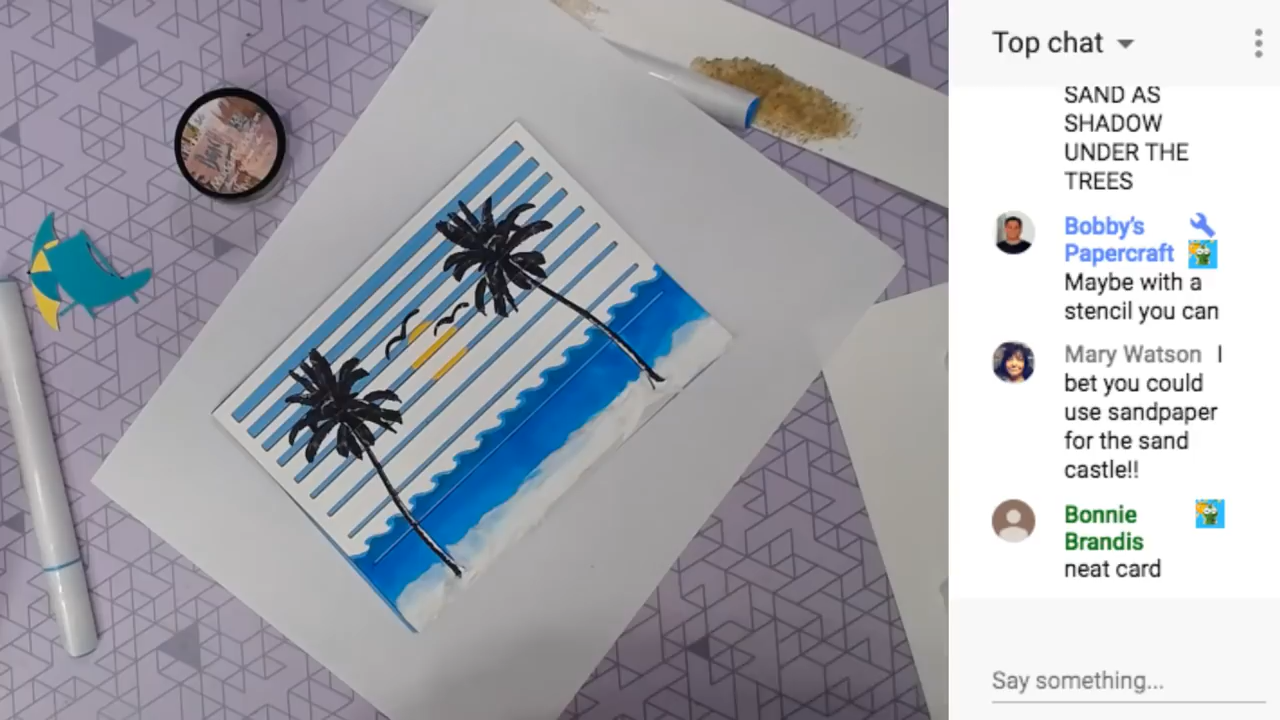 Top chat
SAND AS
SHADOW
UNDER THE
TREES
Bobby's
Papercraft
Maybe with a
stencil you can
Mary Watson I
bet you could
use sandpaper
for the sand
castle!!
Bonnie
Brandis
neat card
Say something...